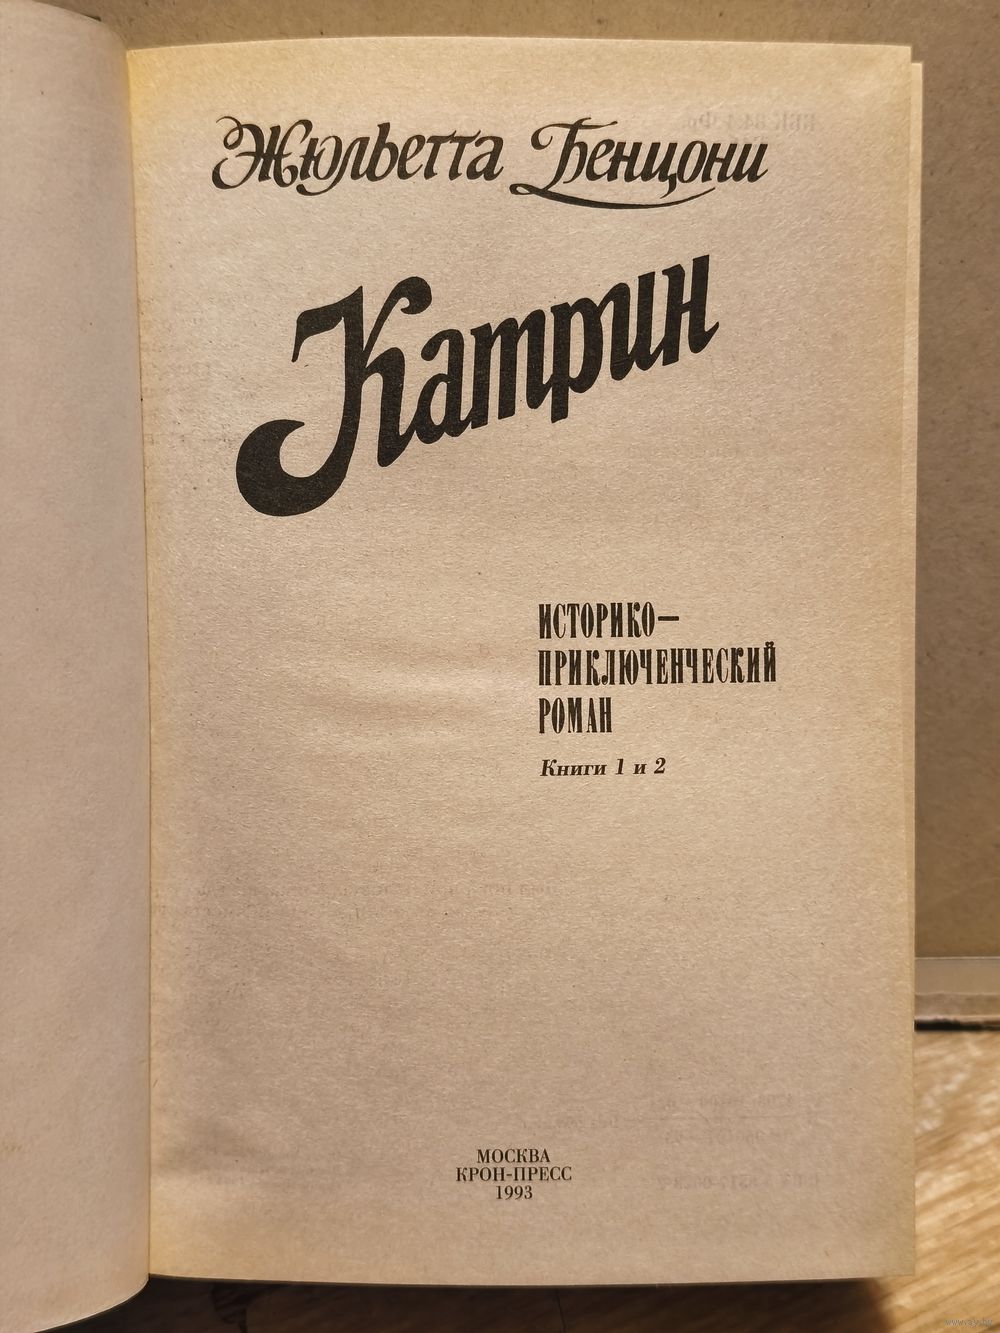 Жюльетта Бенцони
Катрин
ИСТОРИКО—
ПРИКЛЮЧЕНЧЕСКИЙ
РОМАН
Книги 1 и 2
МОСКВА
КРОН-ПРЕСС
1993